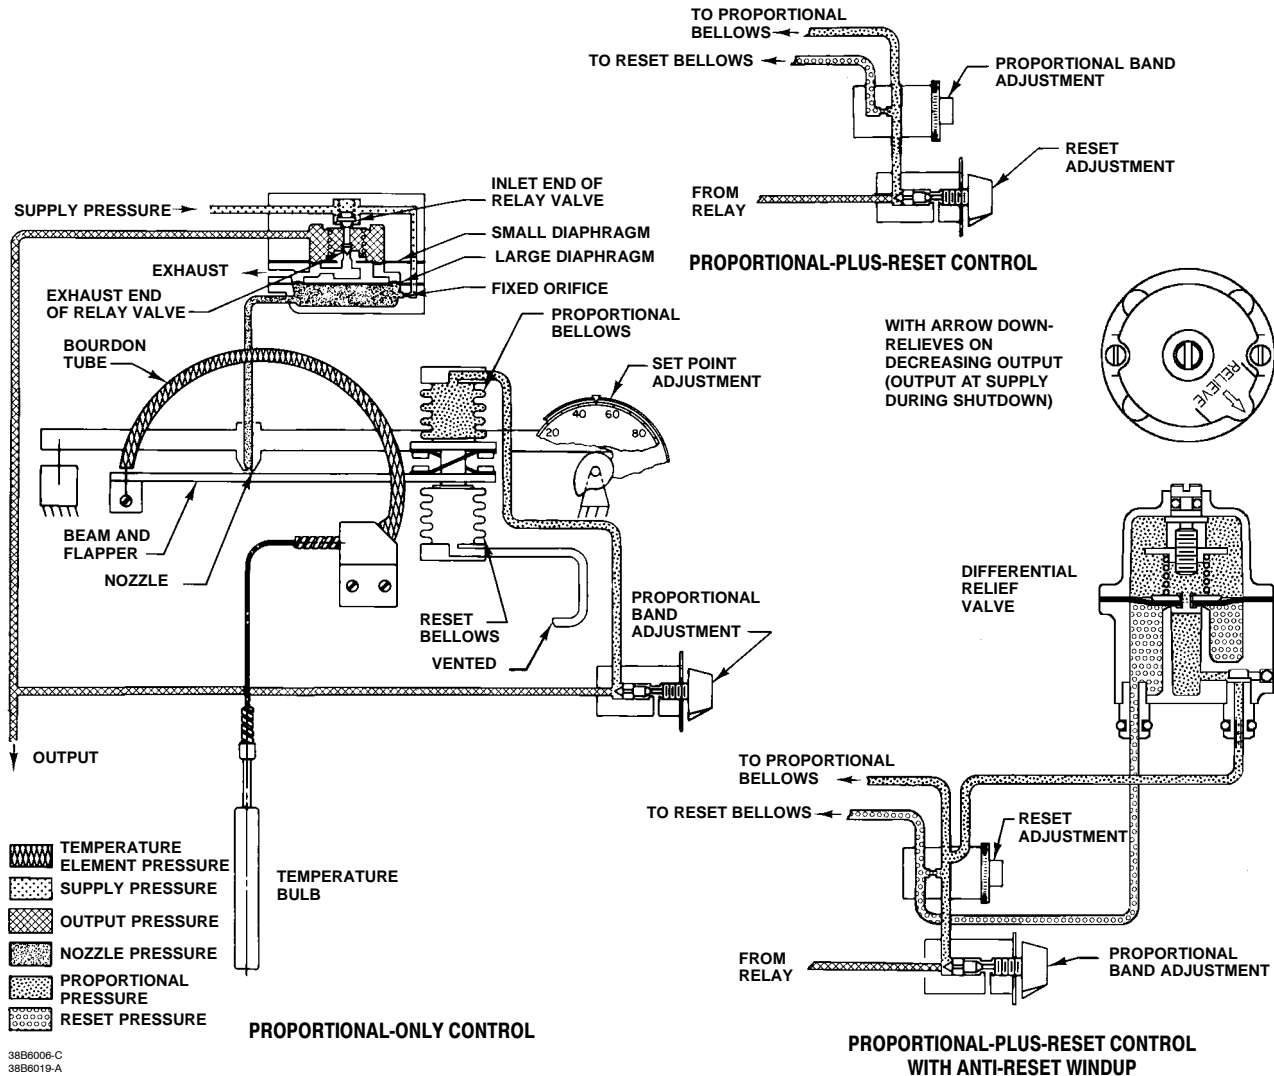 TO PROPORTIONAL
BELLOWS
TO RESET BELLOWS
PROPORTIONAL BAND
ADJUSTMENT
RESET
ADJUSTMENT
FROM
RELAY
PROPORTIONAL-PLUS-RESET CONTROL
SUPPLY PRESSURE
INLET END OF
RELAY VALVE
SMALL DIAPHRAGM
LARGE DIAPHRAGM
EXHAUST
FIXED ORIFICE
EXHAUST END
OF RELAY VALVE
PROPORTIONAL
BELLOWS
BOURDON
TUBE
SET POINT
ADJUSTMENT
20
40
60
80
BEAM AND
FLAPPER
NOZZLE
RESET
BELLOWS
VENTED
PROPORTIONAL
BAND
ADJUSTMENT
OUTPUT
TEMPERATURE
BULB
TEMPERATURE
ELEMENT PRESSURE
SUPPLY PRESSURE
OUTPUT PRESSURE
NOZZLE PRESSURE
PROPORTIONAL
PRESSURE
RESET PRESSURE
PROPORTIONAL-ONLY CONTROL
38B6006-C
38B6019-A
WITH ARROW DOWN-
RELIEVES ON
DECREASING OUTPUT
(OUTPUT AT SUPPLY
DURING SHUTDOWN)
RELIEVE
DIFFERENTIAL
RELIEF
VALVE
TO PROPORTIONAL
BELLOWS
TO RESET BELLOWS
RESET
ADJUSTMENT
FROM
RELAY
PROPORTIONAL
BAND ADJUSTMENT
PROPORTIONAL-PLUS-RESET CONTROL
WITH ANTI-RESET WINDUP